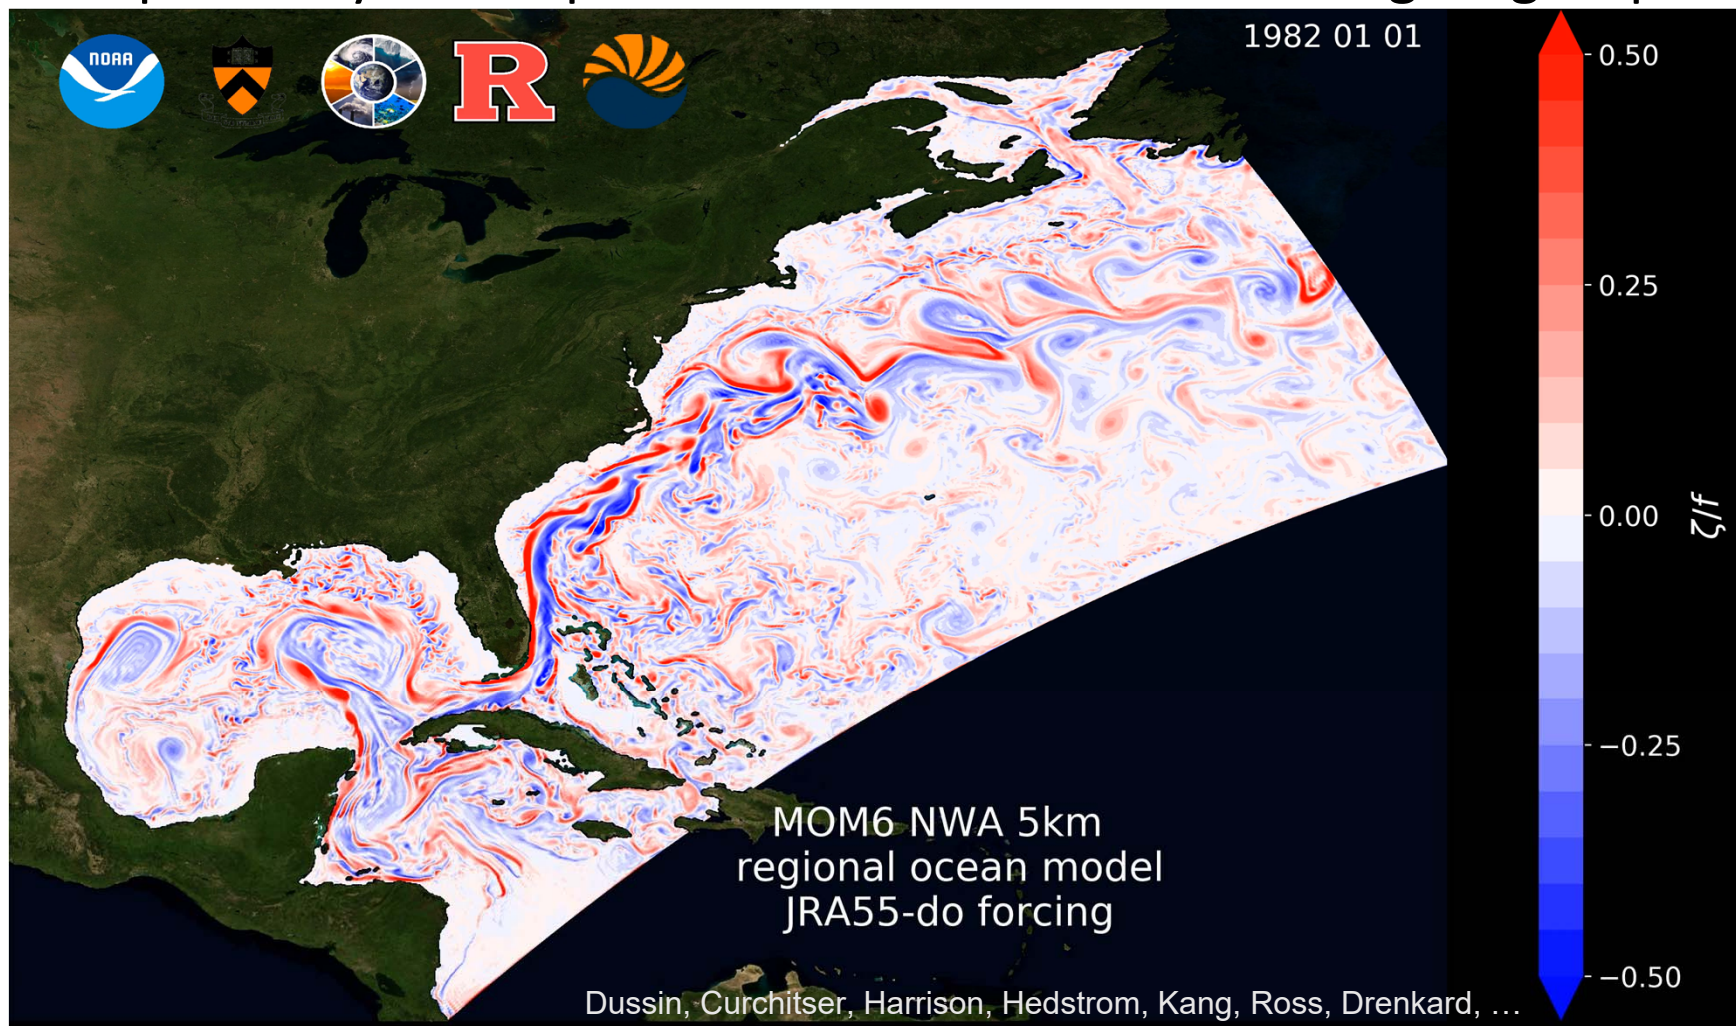 1982 01 01
NOAA
R
0.50
0.25
0.00
−0.25
−0.50
ζ/f
MOM6 NWA 5km
regional ocean model
JRA55-do forcing
Dussin, Curchitser, Harrison, Hedstrom, Kang, Ross, Drenkard, …